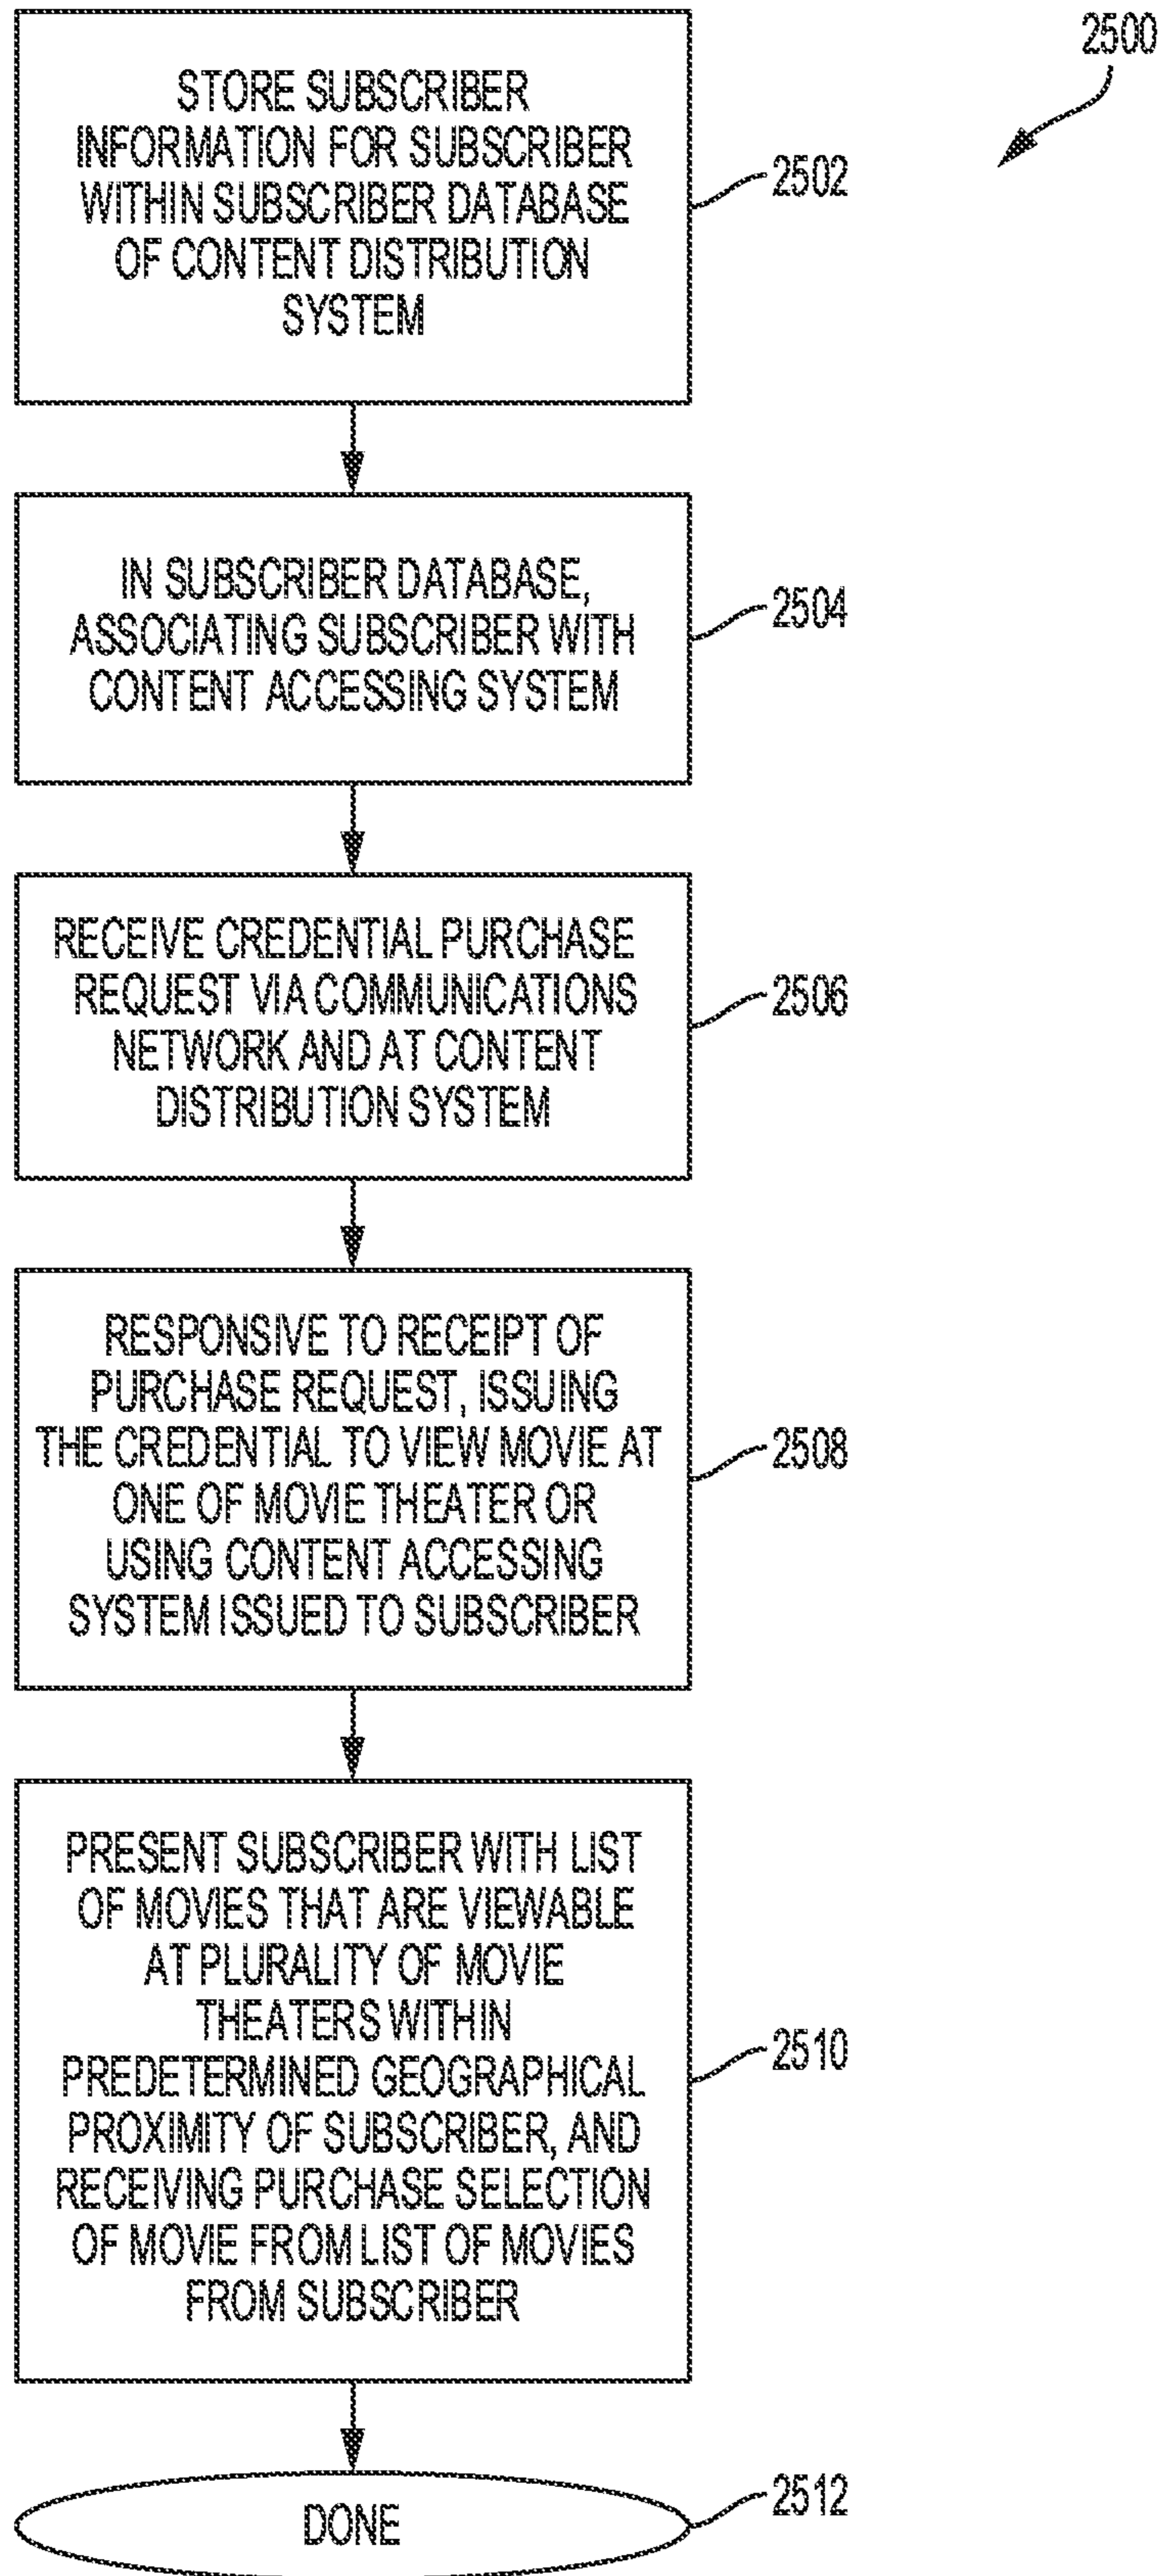 2500
STORE SUBSCRIBER
INFORMATION FOR SUBSCRIBER
WITHIN SUBSCRIBER DATABASE
OF CONTENT DISTRIBUTION
SYSTEM
2502
IN SUBSCRIBER DATABASE,
ASSOCIATING SUBSCRIBER WITH
CONTENT ACCESSING SYSTEM
2504
RECEIVE CREDENTIAL PURCHASE
REQUEST VIA COMMUNICATIONS
NETWORK AND AT CONTENT
DISTRIBUTION SYSTEM
2506
RESPONSIVE TO RECEIPT OF
PURCHASE REQUEST, ISSUING
THE CREDENTIAL TO VIEW MOVIE AT
ONE OF MOVIE THEATER OR
USING CONTENT ACCESSING
SYSTEM ISSUED TO SUBSCRIBER
2508
PRESENT SUBSCRIBER WITH LIST
OF MOVIES THAT ARE VIEWABLE
AT PLURALITY OF MOVIE
THEATERS WITHIN
PREDETERMINED GEOGRAPHICAL
PROXIMITY OF SUBSCRIBER, AND
RECEIVING PURCHASE SELECTION
OF MOVIE FROM LIST OF MOVIES
FROM SUBSCRIBER
2510
DONE
2512